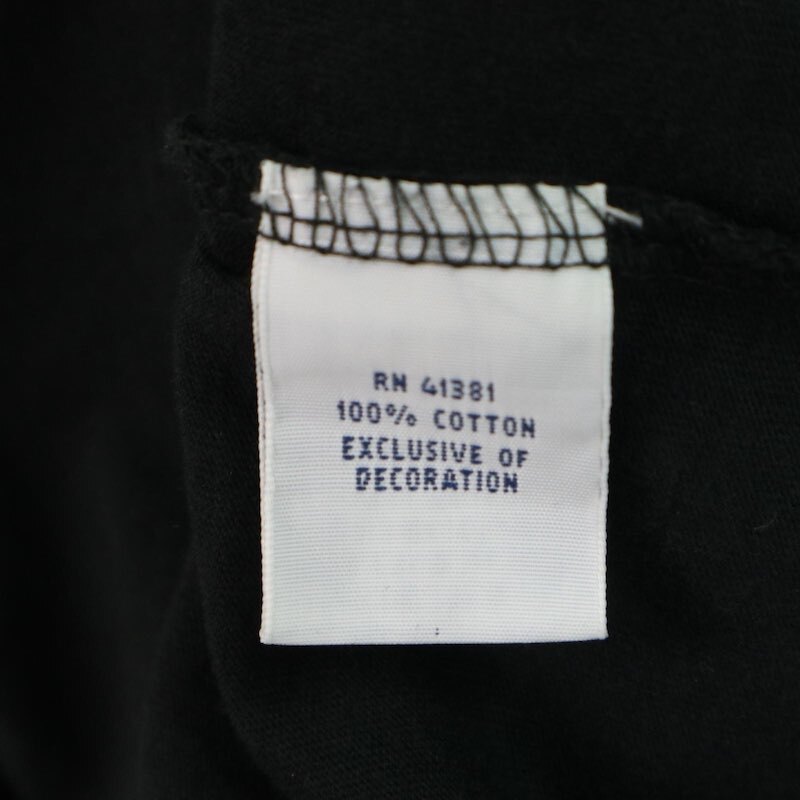 RN 41381
100% COTTON
EXCLUSIVE OF
DECORATION